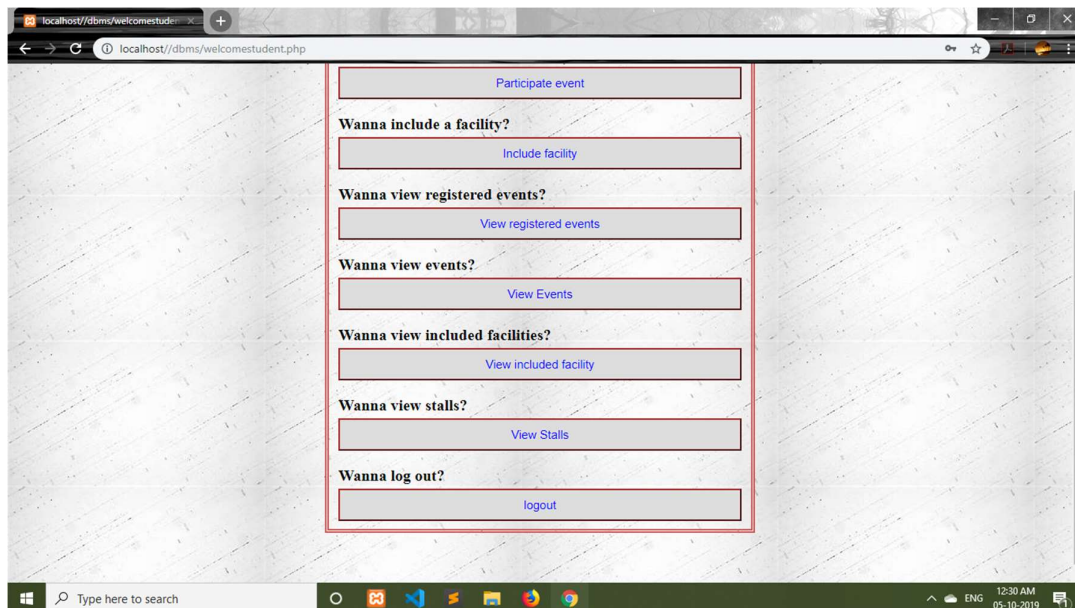 localhost//dbms/welcomestuden
localhost//dbms/welcomestudent.php
Participate event
Wanna include a facility?
Include facility
Wanna view registered events?
View registered events
Wanna view events?
View Events
Wanna view included facilities?
View included facility
Wanna view stalls?
View Stalls
Wanna log out?
logout
Type here to search
ENG
12:30 AM
05-10-2019
1